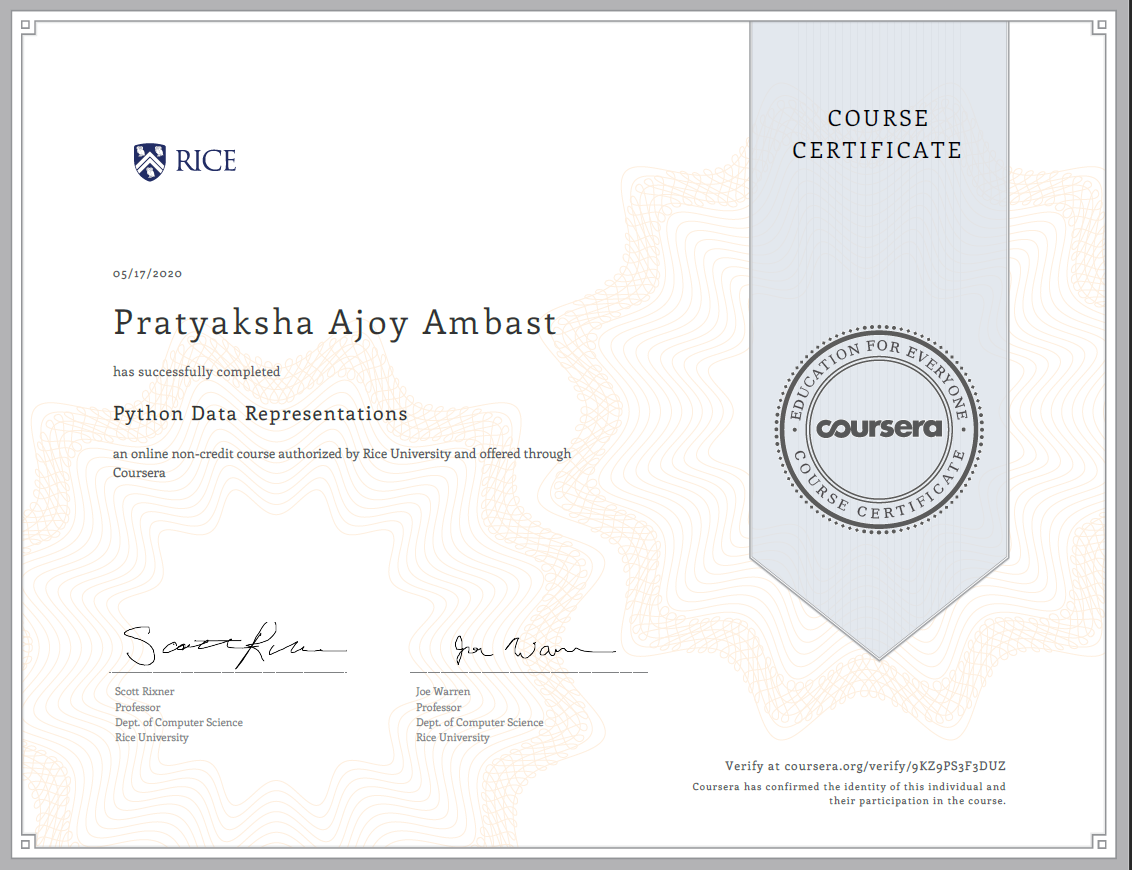 RICE
COURSE
CERTIFICATE
05/17/2020
Pratyaksha Ajoy Ambast
has successfully completed
Python Data Representations
an online non-credit course authorized by Rice University and offered through
Coursera
EDUCATION FOR EVERYONE
coursera
COURSE CERTIFICATE
Scott Rixner
Joe Warren
Scott Rixner
Professor
Dept. of Computer Science
Rice University
Joe Warren
Professor
Dept. of Computer Science
Rice University
Verify at coursera.org/verify/9KZ9PS3F3DUZ
Coursera has confirmed the identity of this individual and
their participation in the course.